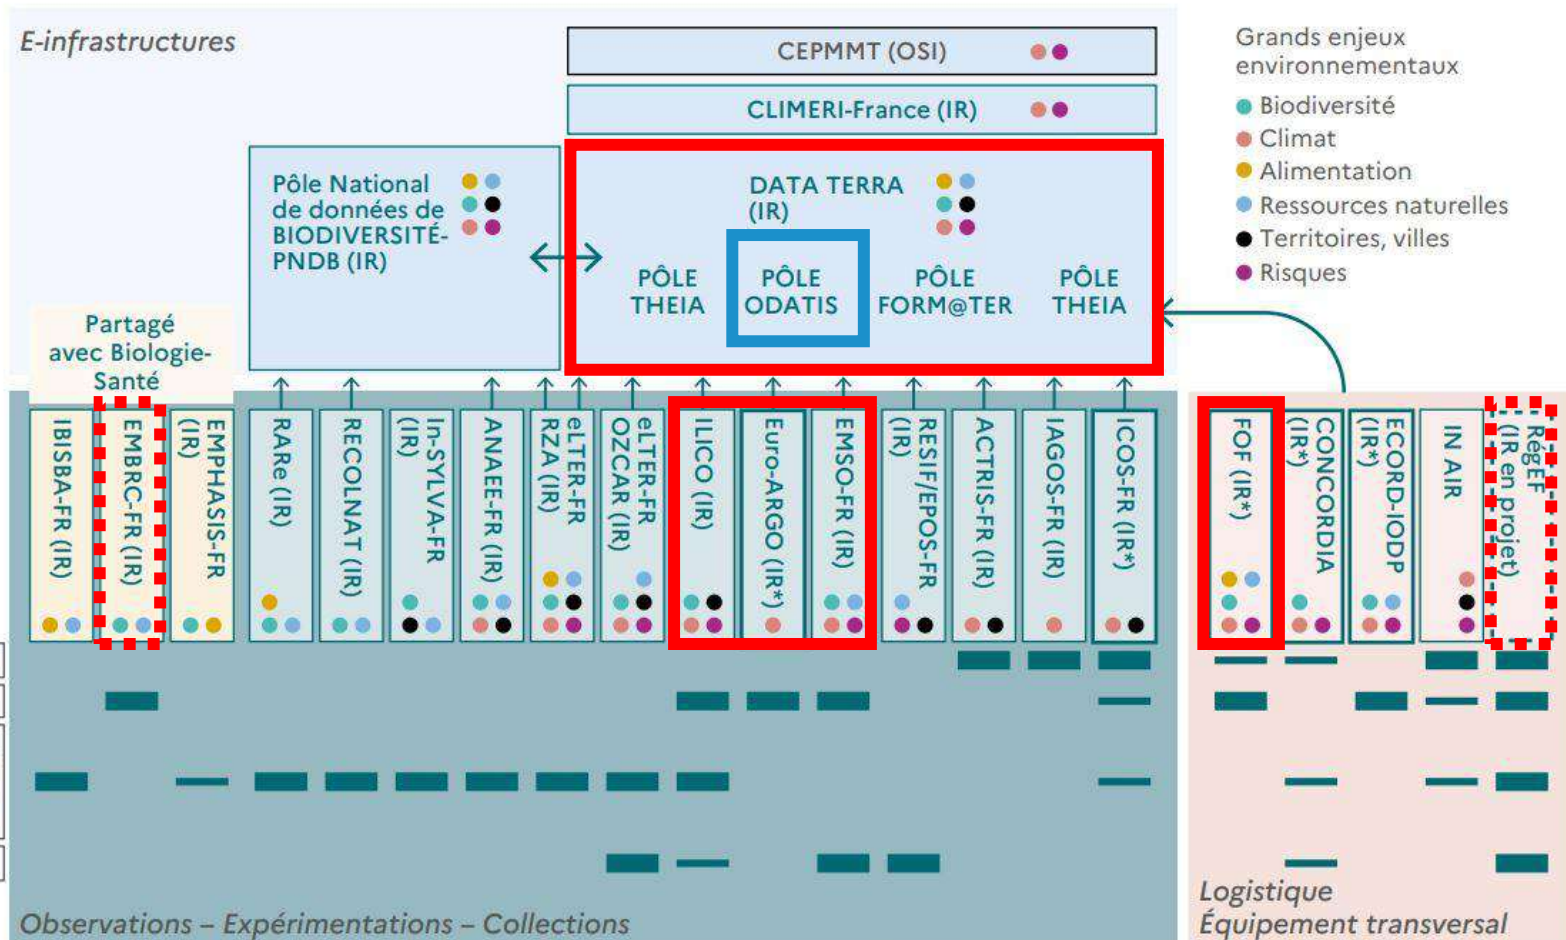 E-infrastructures
CEPMMT (OSI)
CLIMERI-France (IR)
Pôle National
de données de
BIODIVERSITÉ-
PNDB (IR)
DATA TERRA
(IR)
PÔLE
THEIA
PÔLE
ODATIS
PÔLE
FORM@TER
PÔLE
THEIA
Grands enjeux
environnementaux
Biodiversité
Climat
Alimentation
Ressources naturelles
Territoires, villes
Risques
Partagé
avec Biologie-
Santé
IBISBA-FR (IR)
EMBRC-FR (IR)
EMPHASIS-FR
(IR)
RARe (IR)
RECOLNAT (IR)
In-SYLVA-FR
(IR)
ANAEE-FR (IR)
eLTER-FR
RZA (IR)
eLTER-FR
OZCAR (IR)
ILICO (IR)
Euro-ARGO (IR*)
EMSO-FR (IR)
RESIF/EPOS-FR
(IR)
ACTRIS-FR (IR)
IAGOS-FR (IR)
ICOS-FR (IR*)
FOF (IR*)
CONCORDIA
(IR*)
ECORD-IODP
(IR*)
IN AIR
RégEF
(IR en projet)
Observations – Expérimentations – Collections
Logistique
Équipement transversal